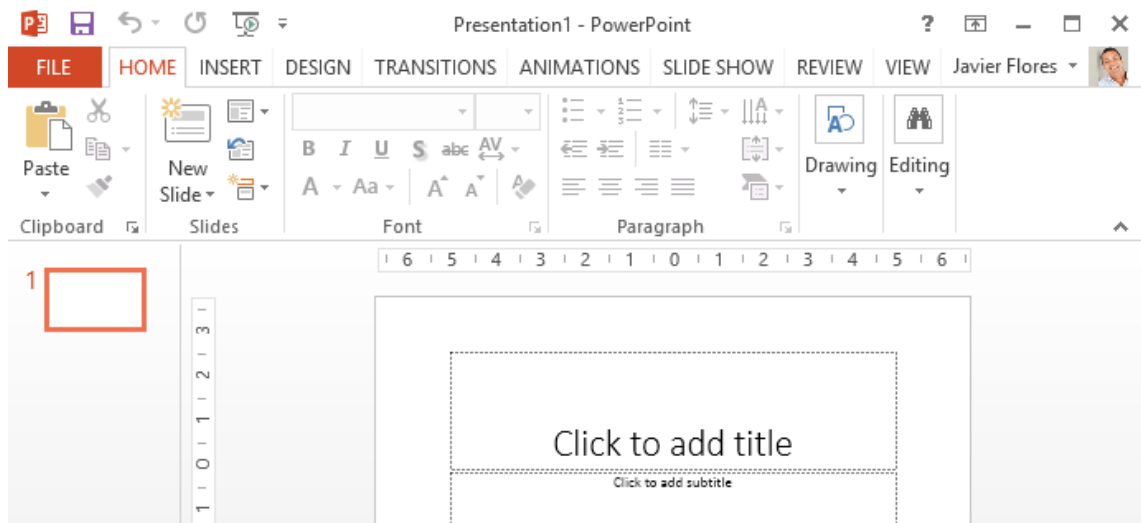 Presentation1 - PowerPoint
FILE HOME INSERT DESIGN TRANSITIONS ANIMATIONS SLIDE SHOW REVIEW VIEW Javier Flores
Paste
New
Slide
B I U S abc AV
A Aa A A
Drawing Editing
Clipboard Slides Font Paragraph
6 5 4 3 2 1 0 1 2 3 4 5 6
1
3
2
1
0
1
Click to add title
Click to add subtitle